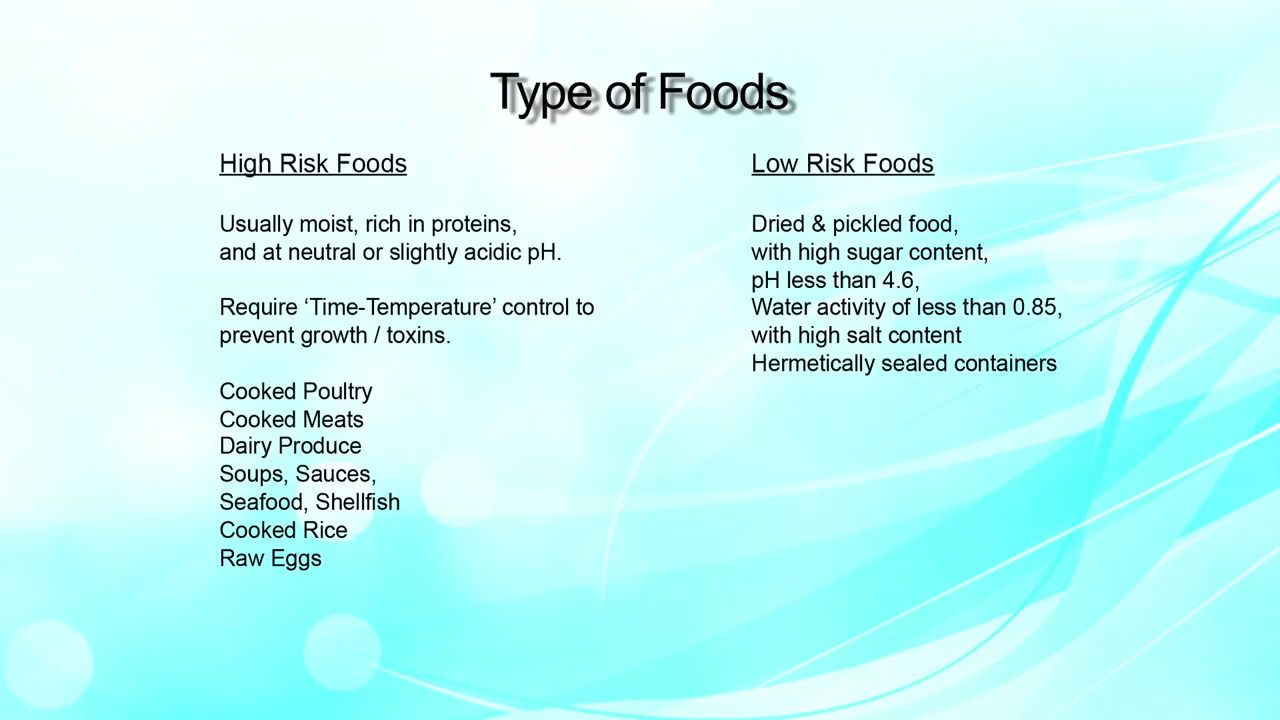 Type of Foods
High Risk Foods
Usually moist, rich in proteins,
and at neutral or slightly acidic pH.
Require ‘Time-Temperature’ control to
prevent growth / toxins.
Cooked Poultry
Cooked Meats
Dairy Produce
Soups, Sauces,
Seafood, Shellfish
Cooked Rice
Raw Eggs
Low Risk Foods
Dried & pickled food,
with high sugar content,
pH less than 4.6,
Water activity of less than 0.85,
with high salt content
Hermetically sealed containers